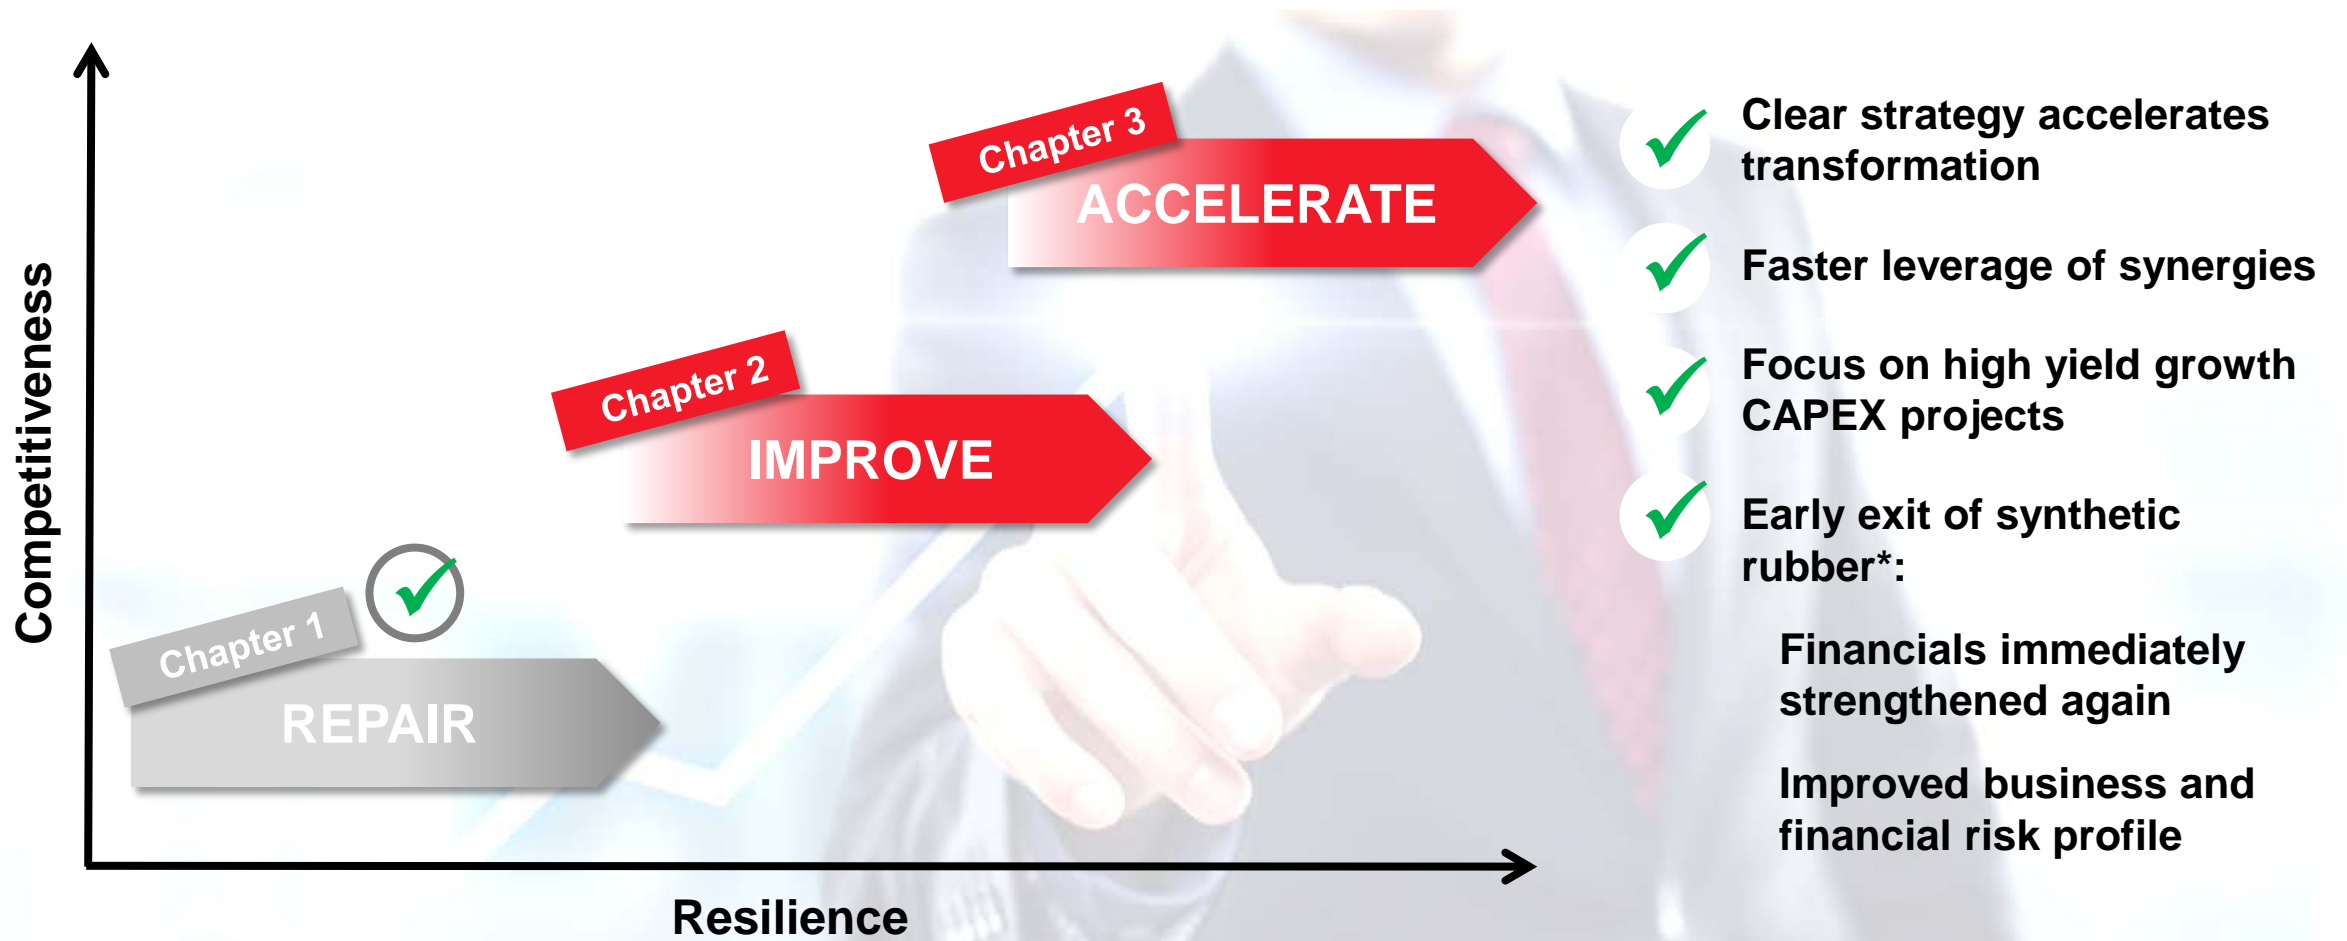 Competitiveness
Chapter 3
ACCELERATE
Chapter 2
IMPROVE
Chapter 1
REPAIR
Resilience
Clear strategy accelerates
transformation
Faster leverage of synergies
Focus on high yield growth
CAPEX projects
Early exit of synthetic
rubber*:
Financials immediately
strengthened again
Improved business and
financial risk profile